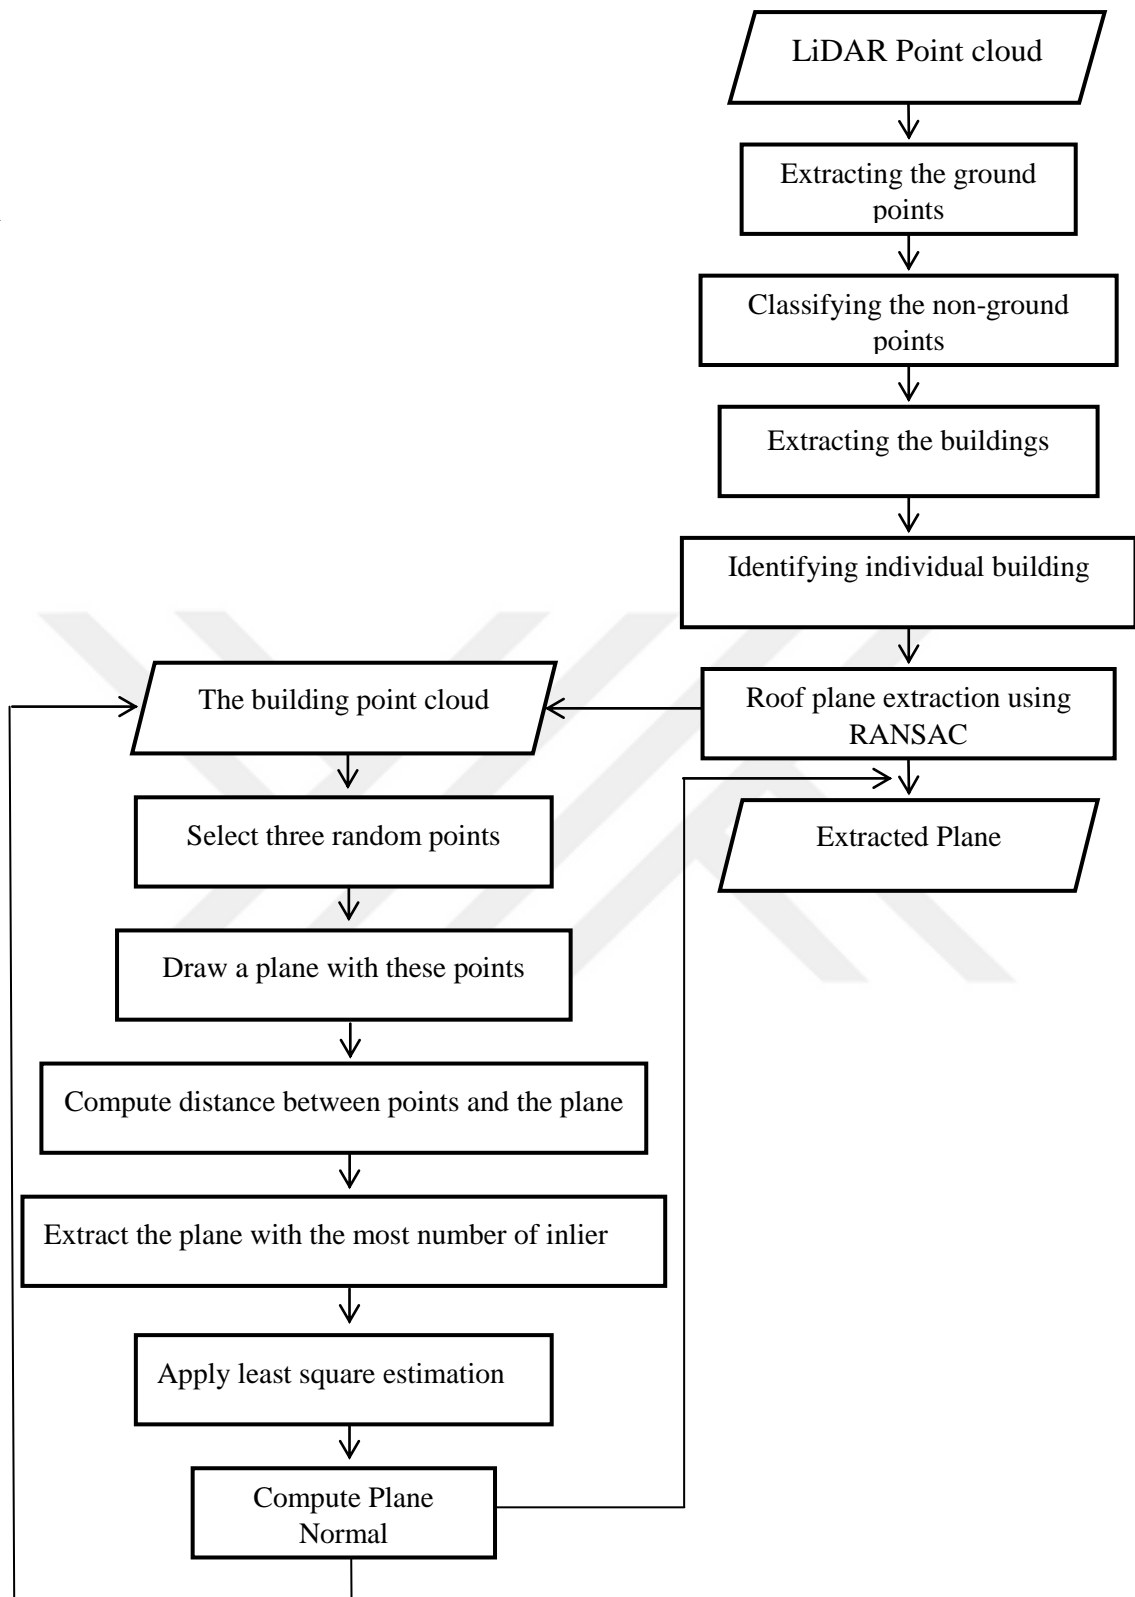 LiDAR Point cloud
Extracting the ground
points
Classifying the non-ground
points
Extracting the buildings
Identifying individual building
Roof plane extraction using
RANSAC
Extracted Plane
The building point cloud
Select three random points
Draw a plane with these points
Compute distance between points and the plane
Extract the plane with the most number of inlier
Apply least square estimation
Compute Plane
Normal